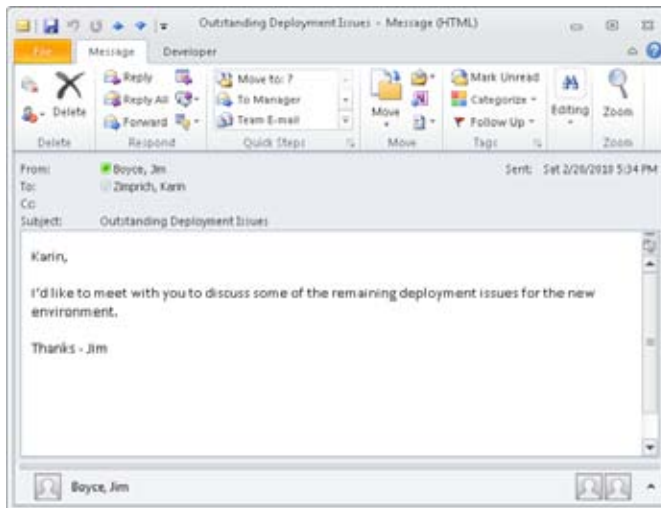 Outstanding Deployment Issues - Message (HTML)
File Message Developer
Delete
Reply
Reply All
Forward
Move to: ?
To Manager
Team E-mail
Move
Mark Unread
Categorize
Follow Up
Editing
Zoom
Delete Respond Quick Steps Move Tags Zoom
From: Boyce, Jim Sent: Sat 2/20/2010 5:34 PM
To: Zimprich, Karin
Cc:
Subject: Outstanding Deployment Issues
Karin,
I'd like to meet with you to discuss some of the remaining deployment issues for the new
environment.
Thanks - Jim
Boyce, Jim